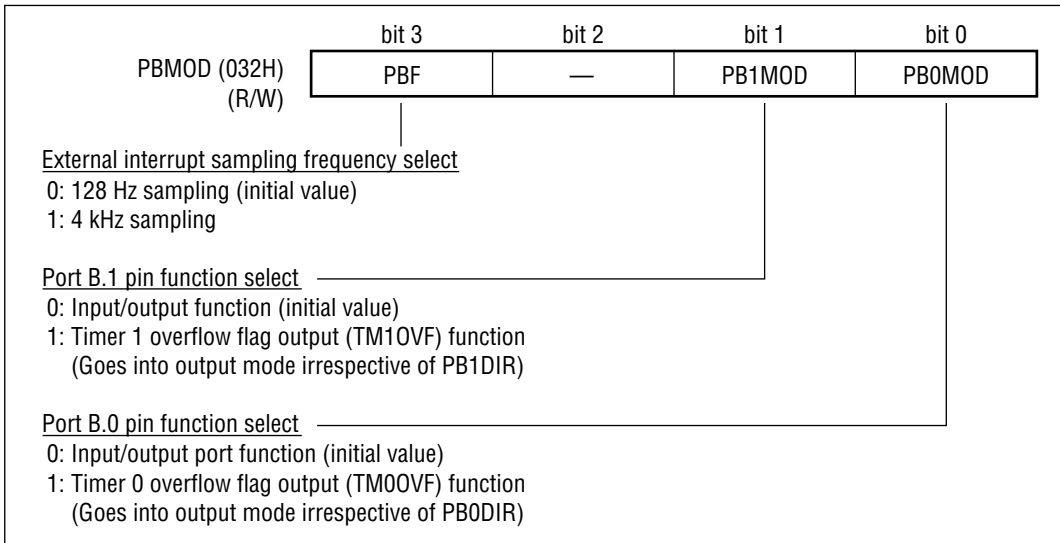 bit 3 bit 2 bit 1 bit 0
PBMOD (032H) PBF — PB1MOD PB0MOD
(R/W)
External interrupt sampling frequency select
0: 128 Hz sampling (initial value)
1: 4 kHz sampling
Port B.1 pin function select
0: Input/output function (initial value)
1: Timer 1 overflow flag output (TM1OVF) function
(Goes into output mode irrespective of PB1DIR)
Port B.0 pin function select
0: Input/output port function (initial value)
1: Timer 0 overflow flag output (TM0OVF) function
(Goes into output mode irrespective of PB0DIR)